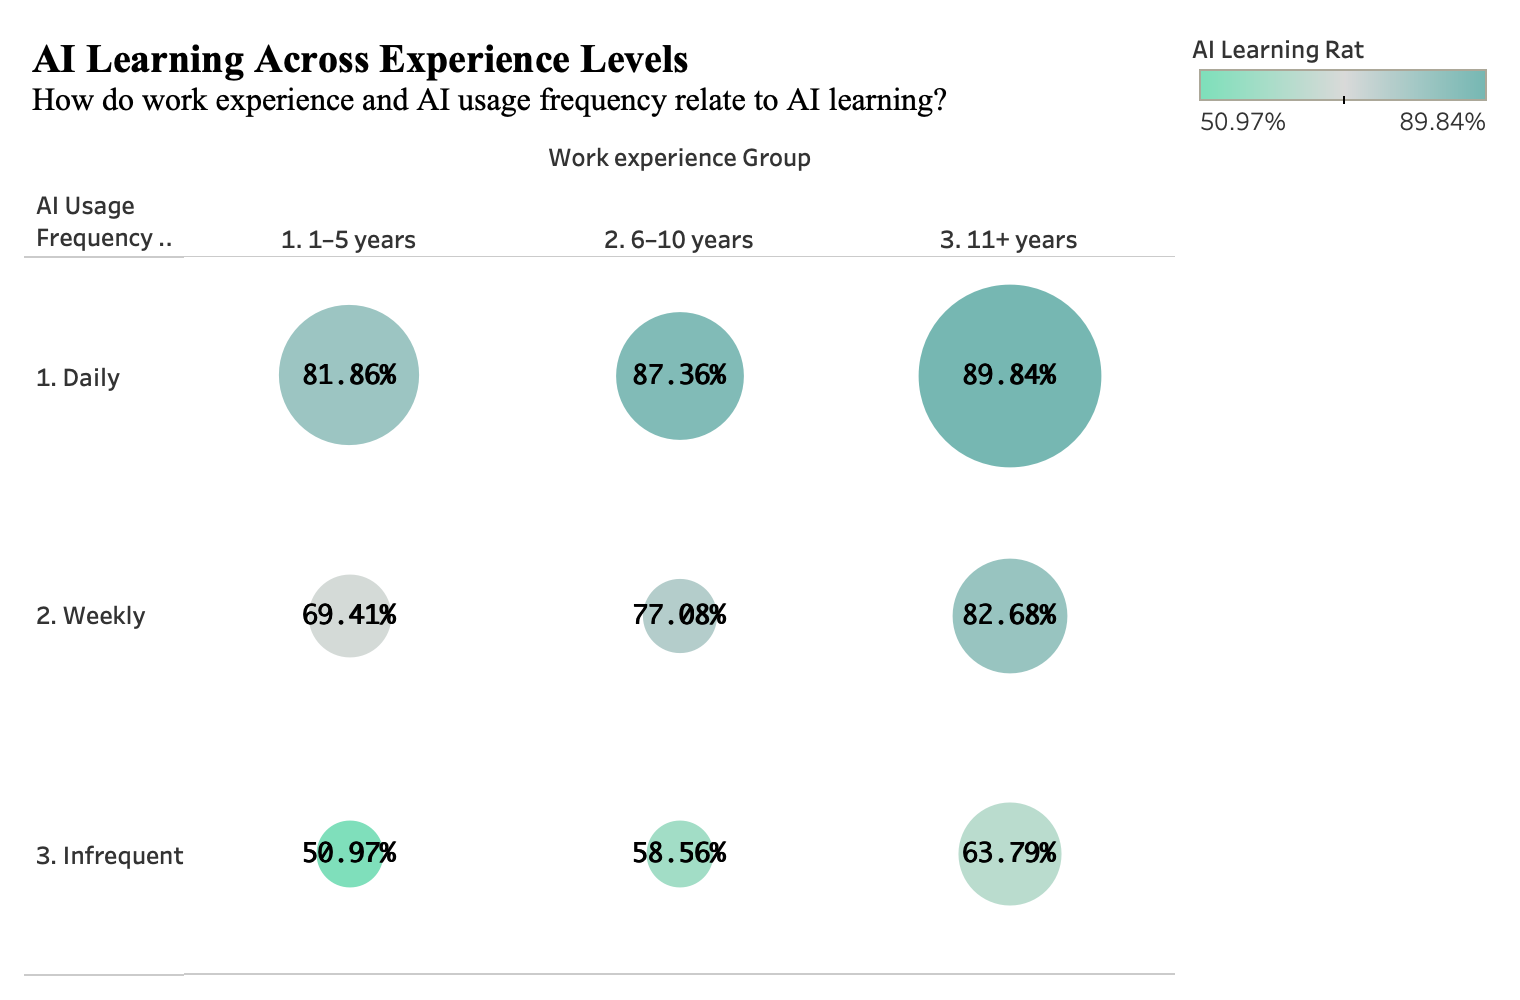 AI Learning Across Experience Levels
How do work experience and AI usage frequency relate to AI learning?
AI Learning Rat
50.97% 89.84%
Work experience Group
AI Usage
Frequency ..
1. 1–5 years 2. 6–10 years 3. 11+ years
1. Daily 81.86% 87.36% 89.84%
2. Weekly 69.41% 77.08% 82.68%
3. Infrequent 50.97% 58.56% 63.79%